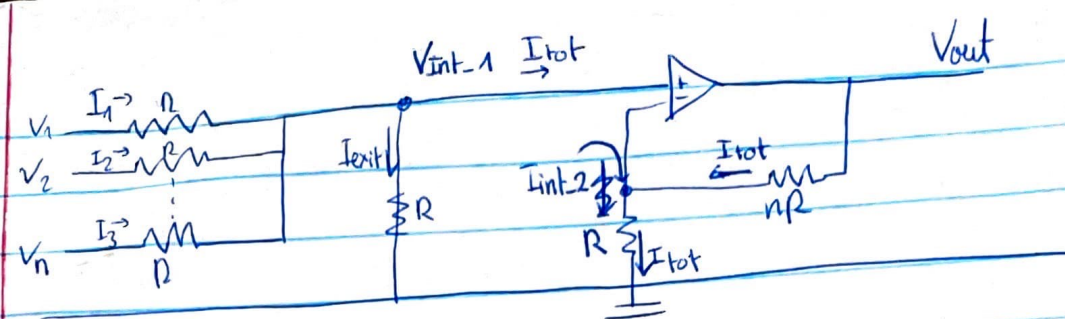 Vint_1 Itot → Vout
V1 I1→ R
V2 I2→ R
Vn I3→ R
Iexit↓ R
+
-
Iint_2
Itot ←
nR
R ↓Itot